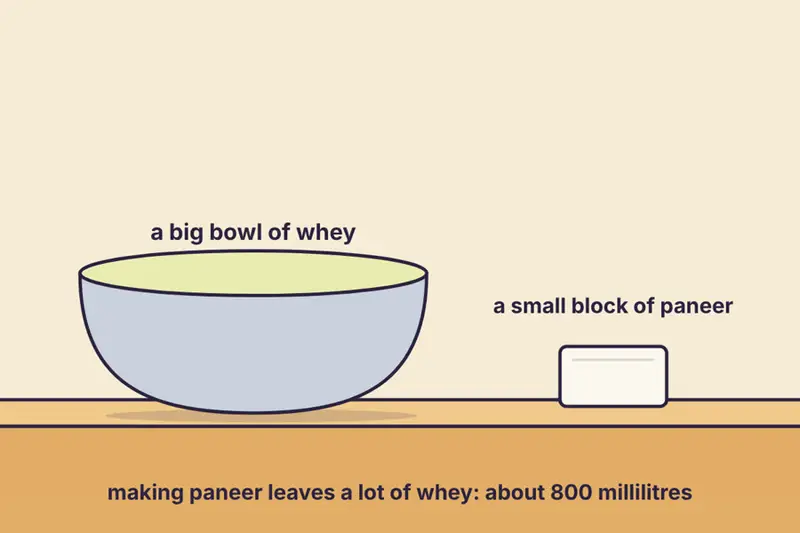 a big bowl of whey
a small block of paneer
making paneer leaves a lot of whey: about 800 millilitres